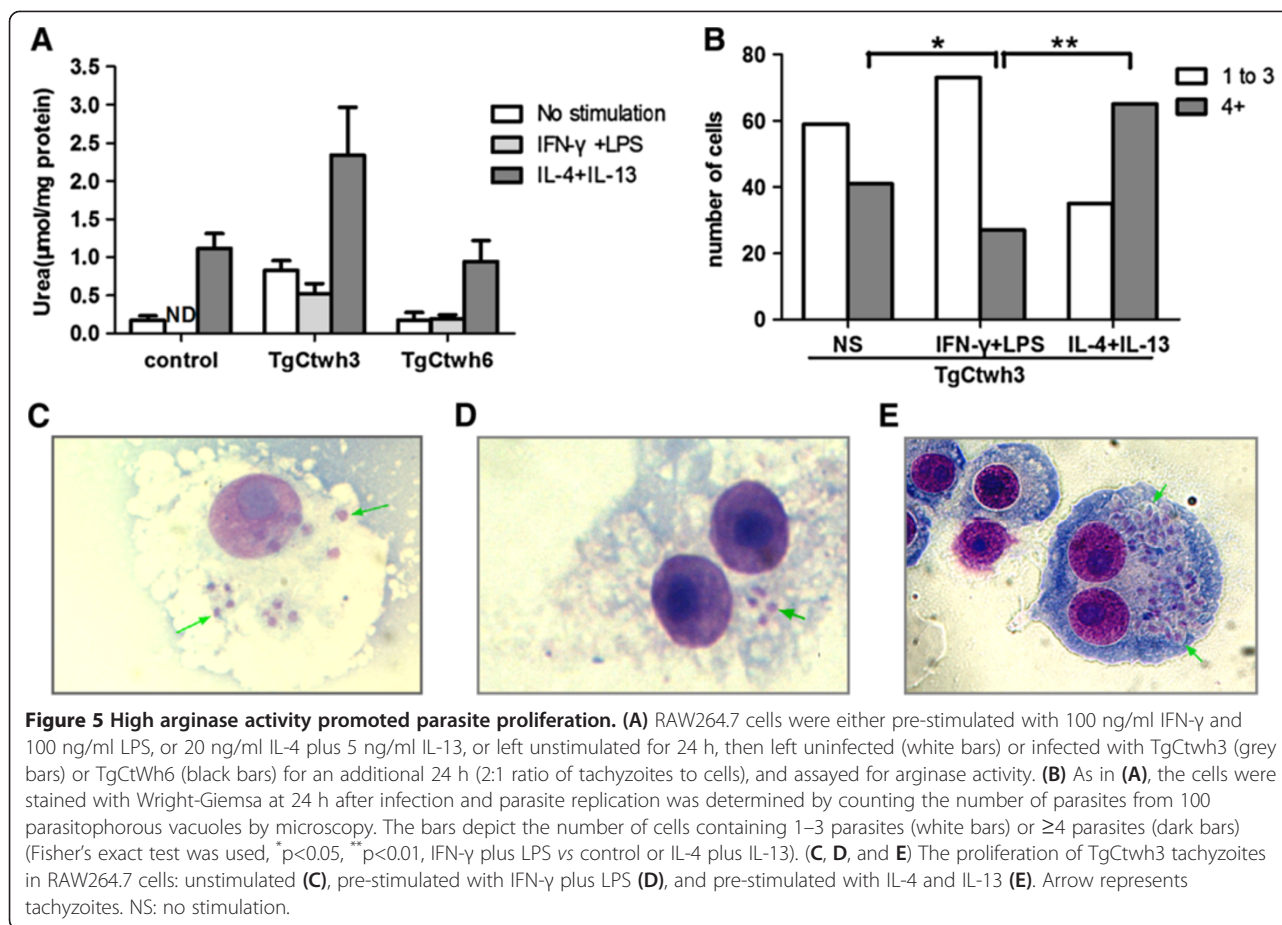 A
Urea(µmol/mg protein)
3.5
3.0
2.5
2.0
1.5
1.0
0.5
0.0
ND
control
TgCtwh3
TgCtwh6
No stimulation
IFN-γ +LPS
IL-4+IL-13
B
number of cells
80
60
40
20
0
*
**
1 to 3
4+
NS
IFN-γ+LPS
IL-4+IL-13
TgCtwh3
C
D
E
Figure 5 High arginase activity promoted parasite proliferation. (A) RAW264.7 cells were either pre-stimulated with 100 ng/ml IFN-γ and
100 ng/ml LPS, or 20 ng/ml IL-4 plus 5 ng/ml IL-13, or left unstimulated for 24 h, then left uninfected (white bars) or infected with TgCtwh3 (grey
bars) or TgCtWh6 (black bars) for an additional 24 h (2:1 ratio of tachyzoites to cells), and assayed for arginase activity. (B) As in (A), the cells were
stained with Wright-Giemsa at 24 h after infection and parasite replication was determined by counting the number of parasites from 100
parasitophorous vacuoles by microscopy. The bars depict the number of cells containing 1–3 parasites (white bars) or ≥4 parasites (dark bars)
(Fisher's exact test was used, *p<0.05, **p<0.01, IFN-γ plus LPS vs control or IL-4 plus IL-13). (C, D, and E) The proliferation of TgCtwh3 tachyzoites
in RAW264.7 cells: unstimulated (C), pre-stimulated with IFN-γ plus LPS (D), and pre-stimulated with IL-4 and IL-13 (E). Arrow represents
tachyzoites. NS: no stimulation.